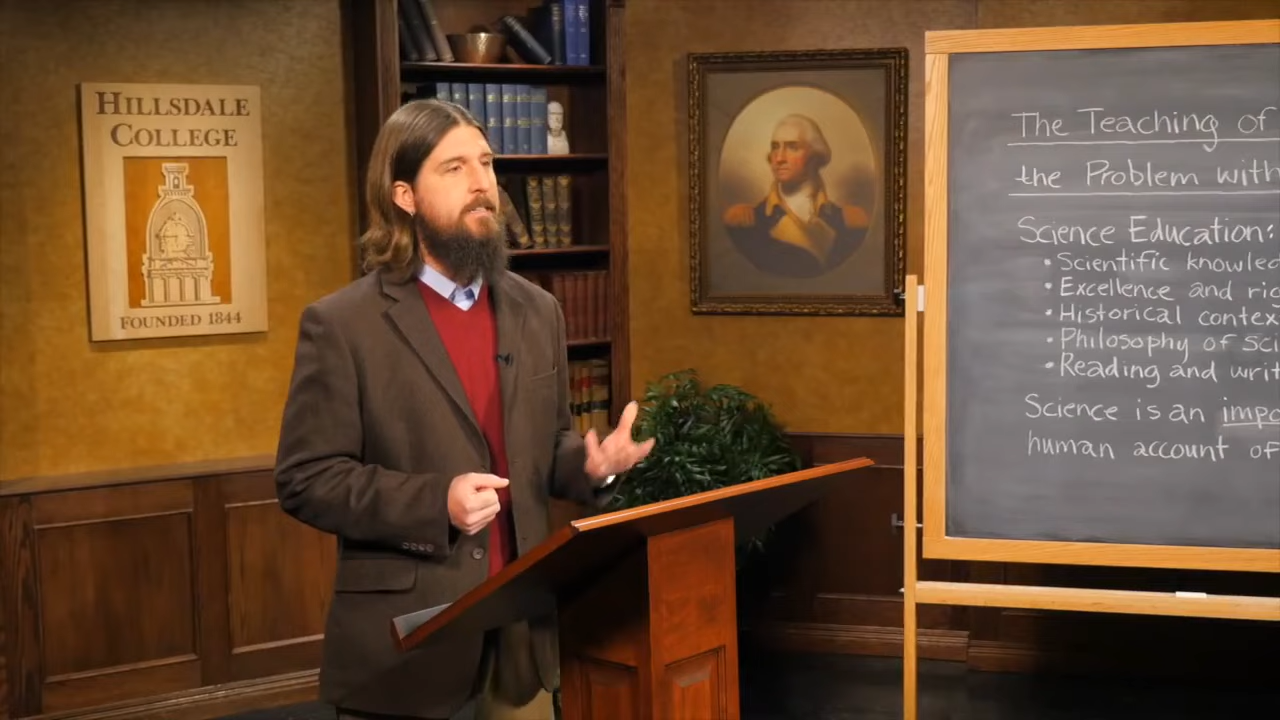 HILLSDALE
COLLEGE
FOUNDED 1844
The Teaching of
the Problem with
Science Education:
• Scientific
• Excellence and
• Historical
• Philosophy of
• Reading and
Science is an
human account of